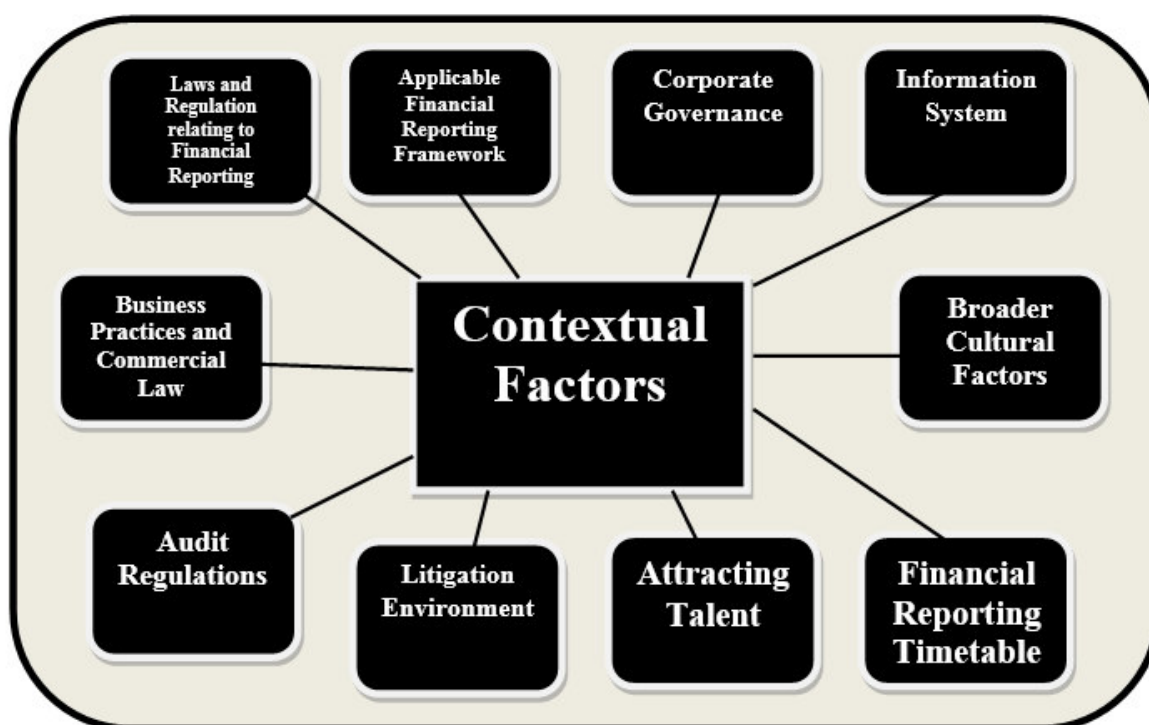 Laws and
Regulation
relating to
Financial
Reporting
Applicable
Financial
Reporting
Framework
Corporate
Governance
Information
System
Business
Practices and
Commercial
Law
Contextual
Factors
Broader
Cultural
Factors
Audit
Regulations
Litigation
Environment
Attracting
Talent
Financial
Reporting
Timetable